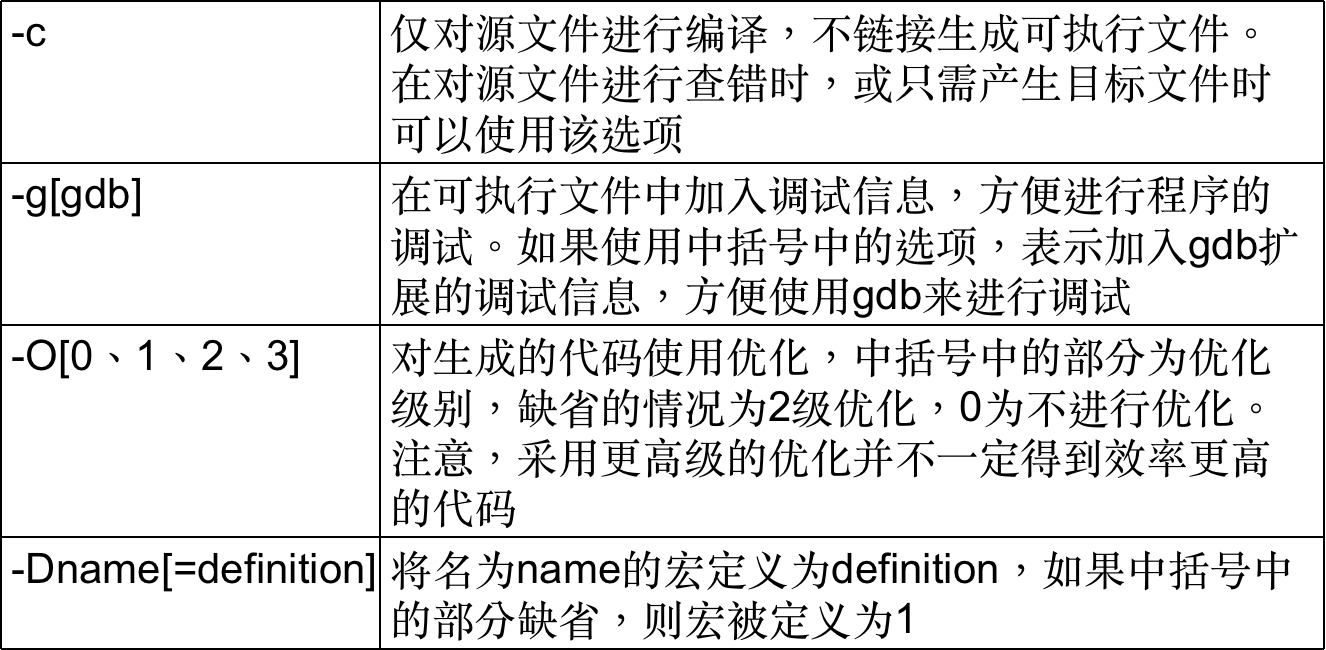 -c
仅对源文件进行编译，不链接生成可执行文件。
在对源文件进行查错时，或只需产生目标文件时
可以使用该选项
-g[gdb]
在可执行文件中加入调试信息，方便进行程序的
调试。如果使用中括号中的选项，表示加入gdb扩
展的调试信息，方便使用gdb来进行调试
-O[0、1、2、3]
对生成的代码使用优化，中括号中的部分为优化
级别，缺省的情况为2级优化，0为不进行优化。
注意，采用更高级的优化并不一定得到效率更高
的代码
-Dname[=definition]
将名为name的宏定义为definition，如果中括号中
的部分缺省，则宏被定义为1